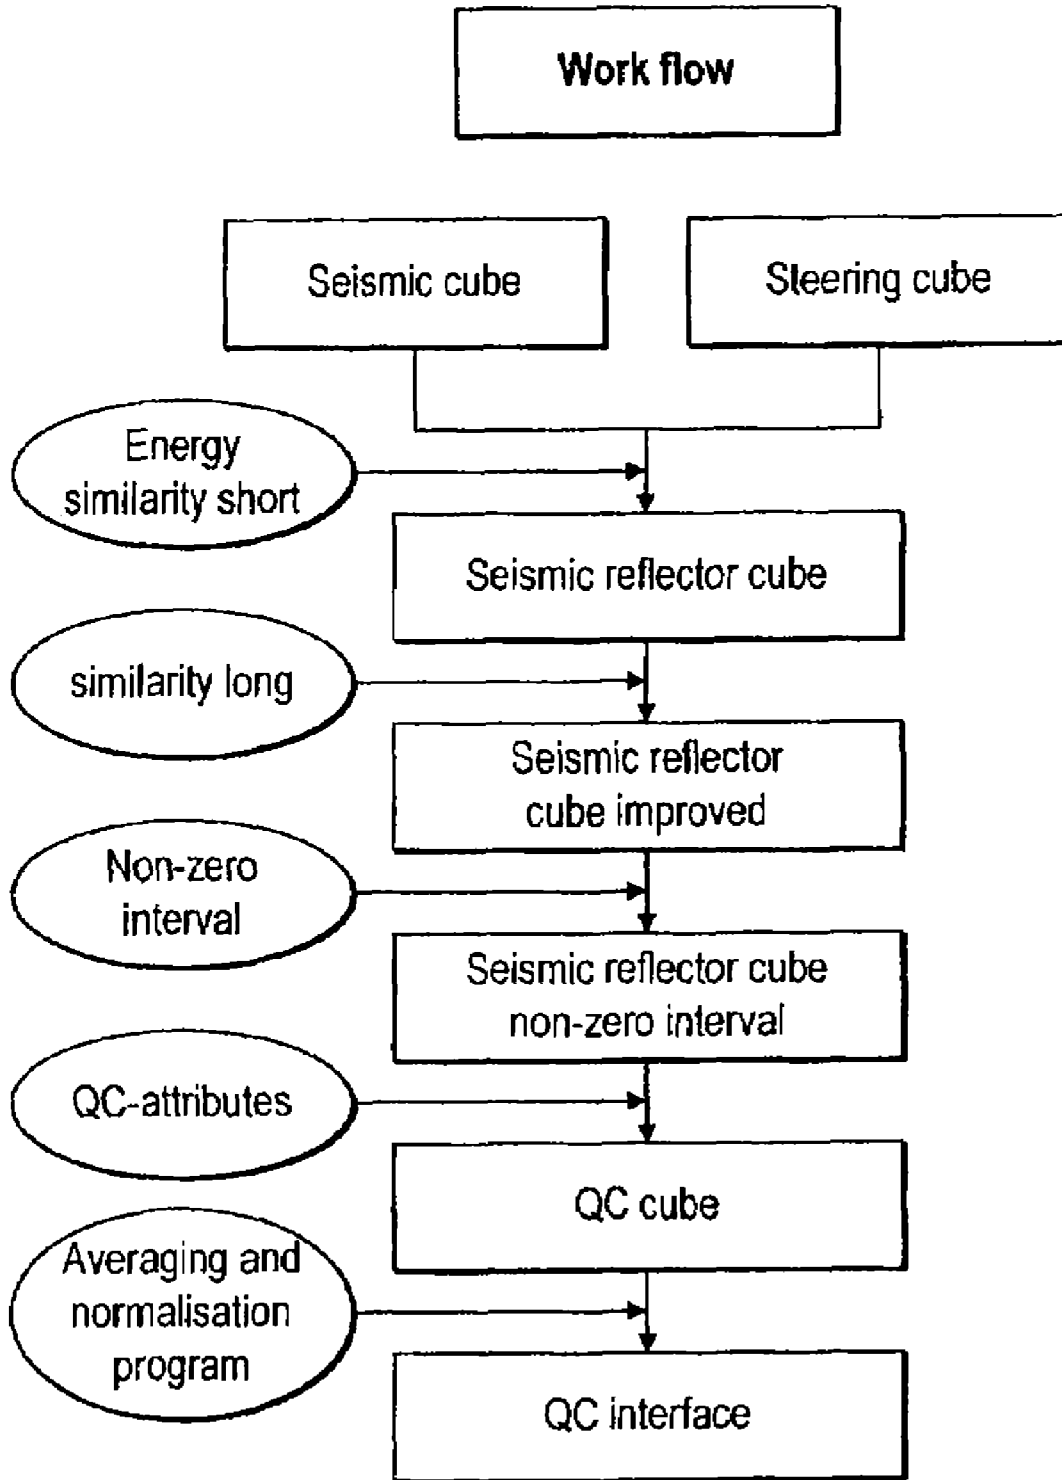 Work flow
Seismic cube
Steering cube
Energy
similarity short
Seismic reflector cube
similarity long
Seismic reflector
cube improved
Non-zero
interval
Seismic reflector cube
non-zero interval
QC-attributes
QC cube
Averaging and
normalisation
program
QC interface